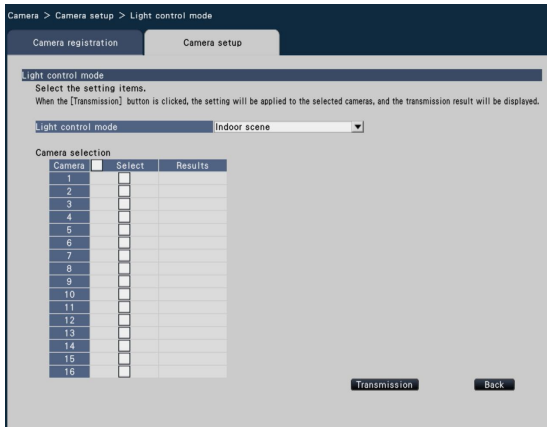 Camera > Camera setup > Light control mode
Camera registration Camera setup
Light control mode
Select the setting items.
When the [Transmission] button is clicked, the setting will be applied to the selected cameras, and the transmission result will be displayed.
Light control mode Indoor scene
Camera selection
Camera Select Results
1
2
3
4
5
6
7
8
9
10
11
12
13
14
15
16
Transmission Back